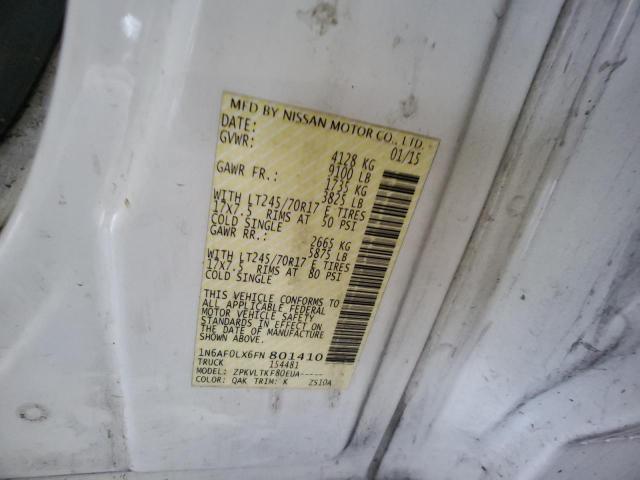 MFD BY NISSAN MOTOR CO., LTD.
DATE: 01/15
GVWR: 4128 KG
9100 LB
GAWR FR.: 1735 KG
3825 LB
WITH LT245/70R17 E TIRES
17X7.5 RIMS AT 50 PSI
COLD SINGLE
GAWR RR.: 2665 KG
5875 LB
WITH LT245/70R17 E TIRES
17X7.5 RIMS AT 80 PSI
COLD SINGLE
THIS VEHICLE CONFORMS TO
ALL APPLICABLE FEDERAL
MOTOR VEHICLE SAFETY
STANDARDS IN EFFECT ON
THE DATE OF MANUFACTURE
SHOWN ABOVE.
1N6AF0LX6FN 801410
TRUCK 154481
MODEL: ZPKVLTKF80EUA-----
COLOR: QAK TRIM: K ZS10A